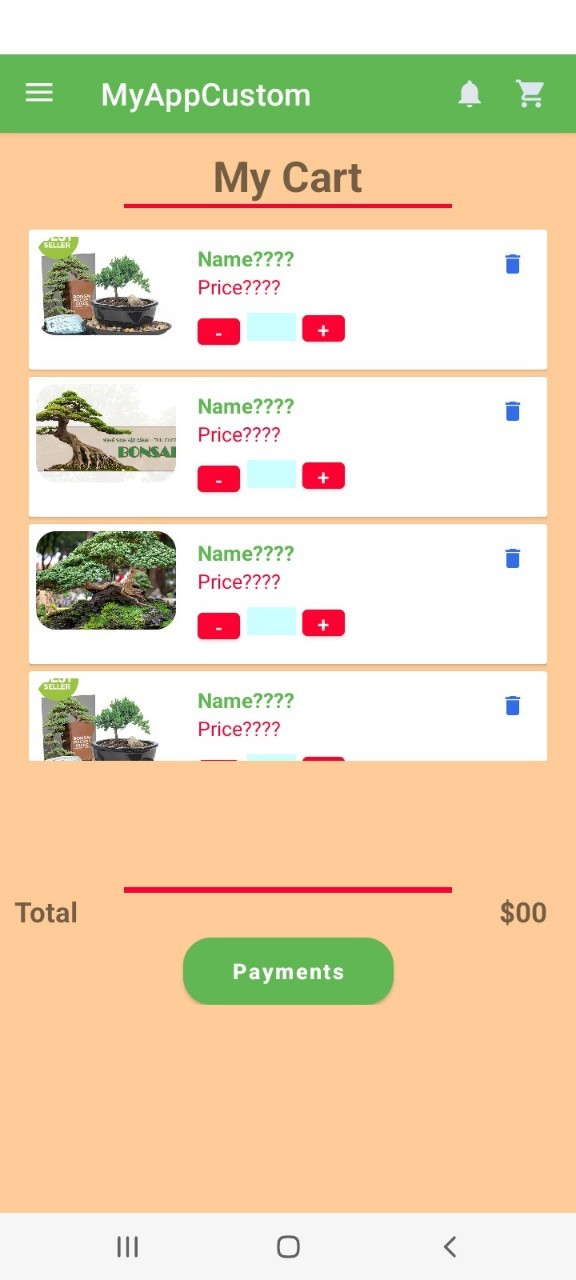 MyAppCustom
My Cart
SELLER
Name????
Price????
-
+
BONSAI
Name????
Price????
-
+
Name????
Price????
-
+
SELLER
Name????
Price????
Total
$00
Payments